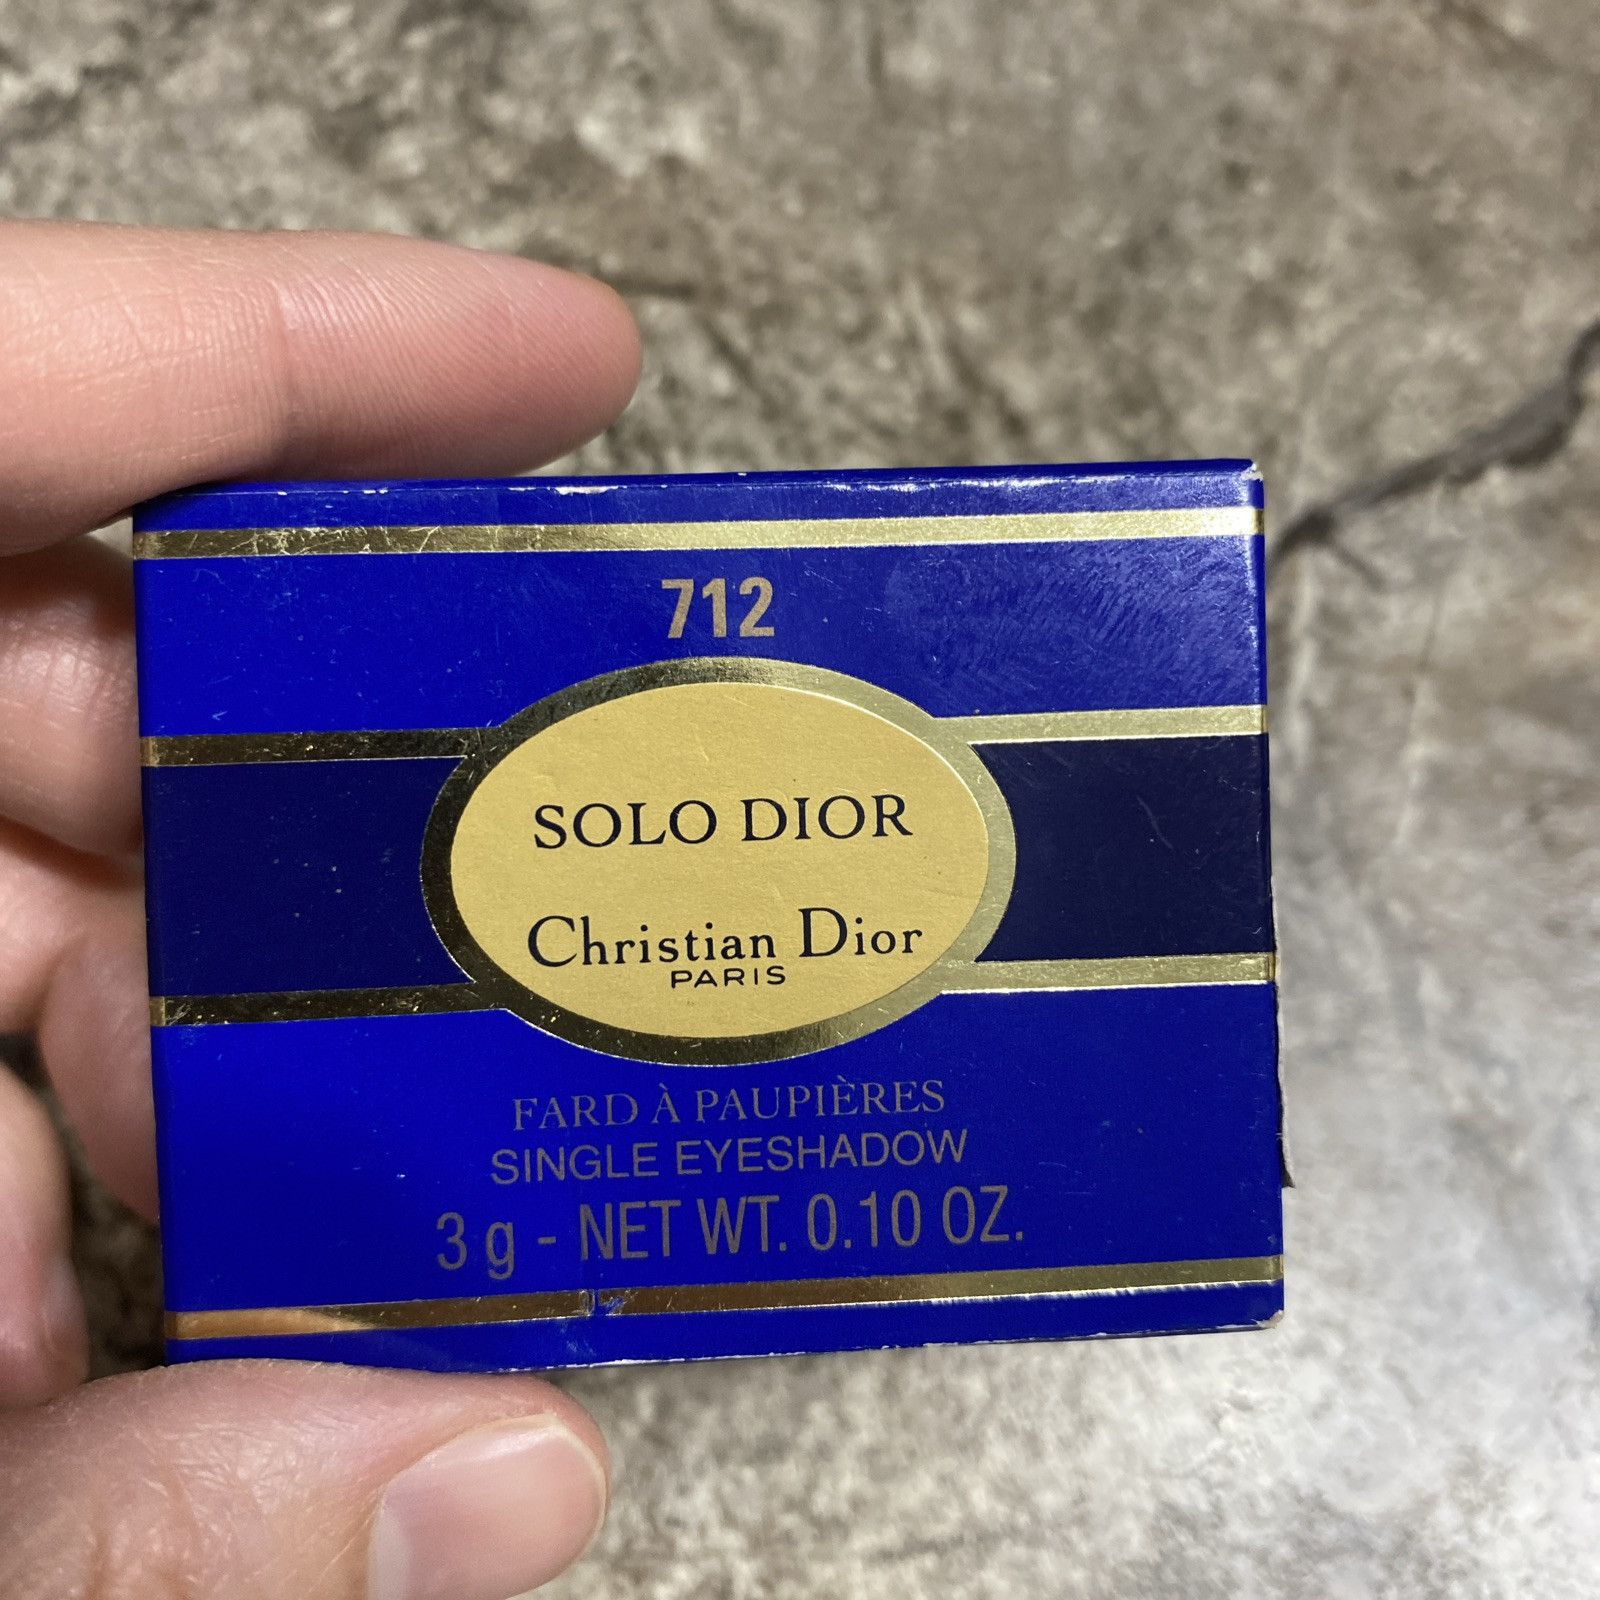 712
SOLO DIOR
Christian Dior
PARIS
FARD À PAUPIÈRES
SINGLE EYESHADOW
3 g - NET WT. 0.10 OZ.